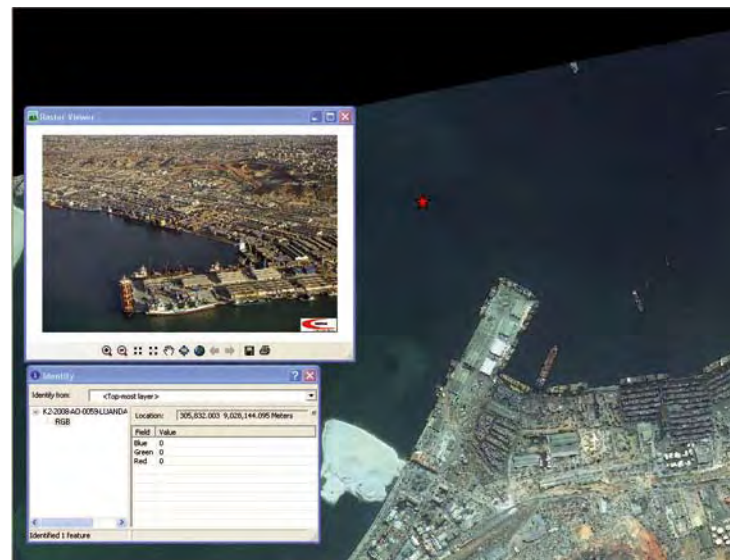 Raster Viewer
Identify
Identify from:
<Top-most layer>
K2-2008-AO-0059-LUANDA
RGB
Location:
305,832.003 9,028,144.095 Meters
Field Value
Blue 0
Green 0
Red 0
Identified 1 feature